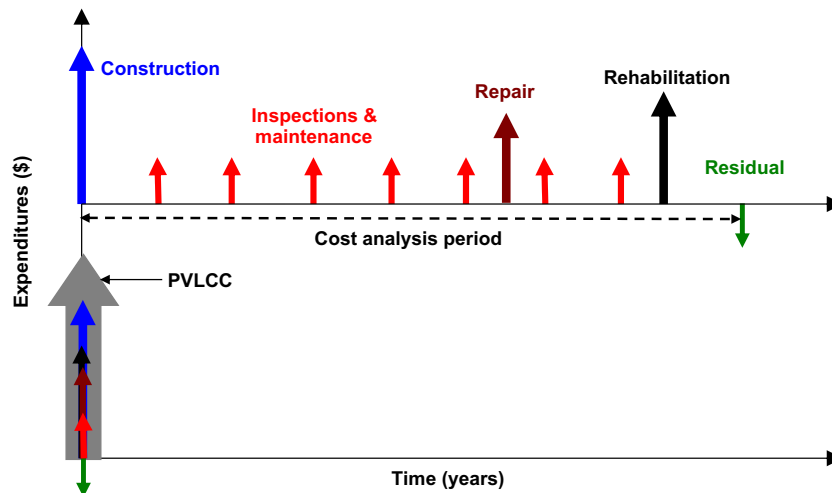 Construction
Rehabilitation
Repair
Inspections &
maintenance
Residual
Cost analysis period
Expenditures ($)
PVLCC
Time (years)